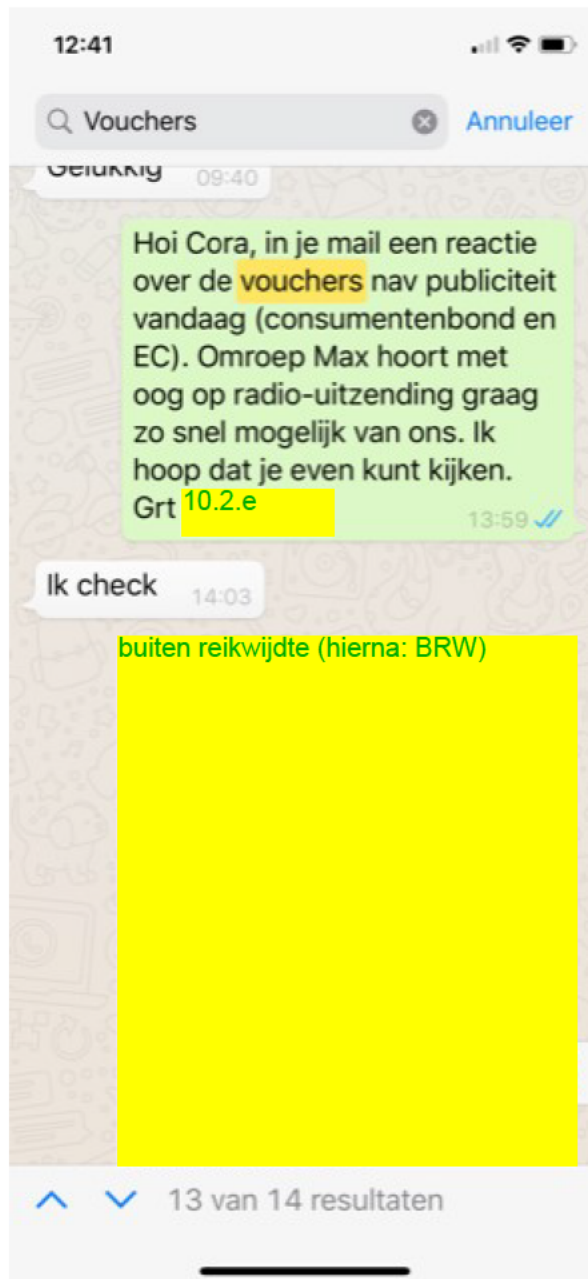 12:41
Vouchers
Annuleer
Gelukkig 09:40
Hoi Cora, in je mail een reactie
over de vouchers nav publiciteit
vandaag (consumentenbond en
EC). Omroep Max hoort met
oog op radio-uitzending graag
zo snel mogelijk van ons. Ik
hoop dat je even kunt kijken.
Grt 10.2.e
13:59
Ik check 14:03
buiten reikwijdte (hierna: BRW)
13 van 14 resultaten